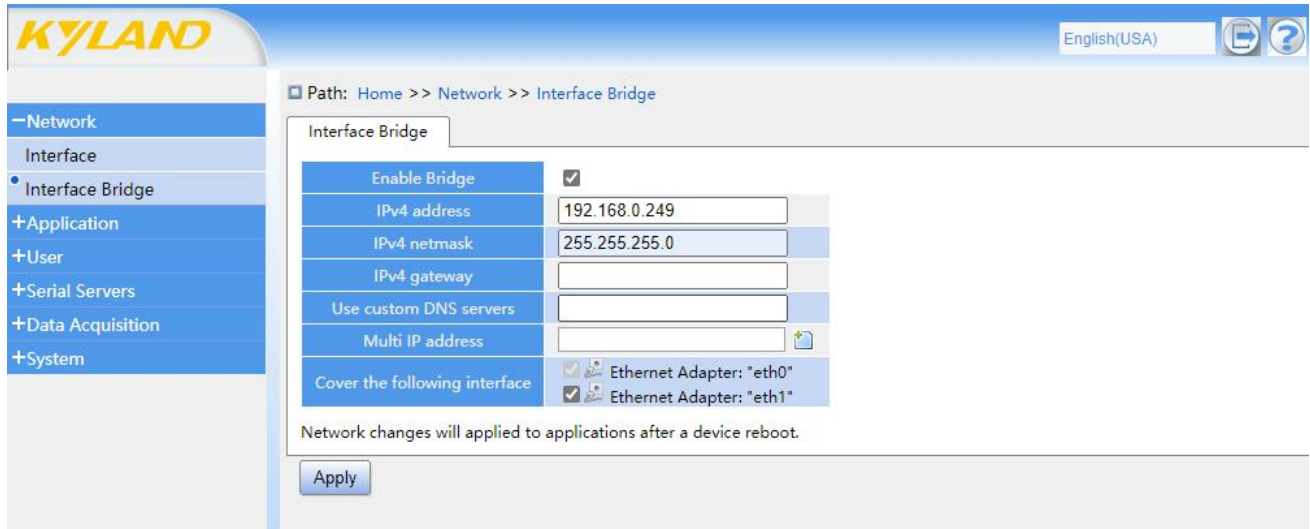 KYLAND
English(USA)
Path: Home >> Network >> Interface Bridge
−Network
Interface
Interface Bridge
+Application
+User
+Serial Servers
+Data Acquisition
+System
Interface Bridge
Enable Bridge
IPv4 address 192.168.0.249
IPv4 netmask 255.255.255.0
IPv4 gateway
Use custom DNS servers
Multi IP address
Cover the following interface Ethernet Adapter: "eth0"
Ethernet Adapter: "eth1"
Network changes will applied to applications after a device reboot.
Apply